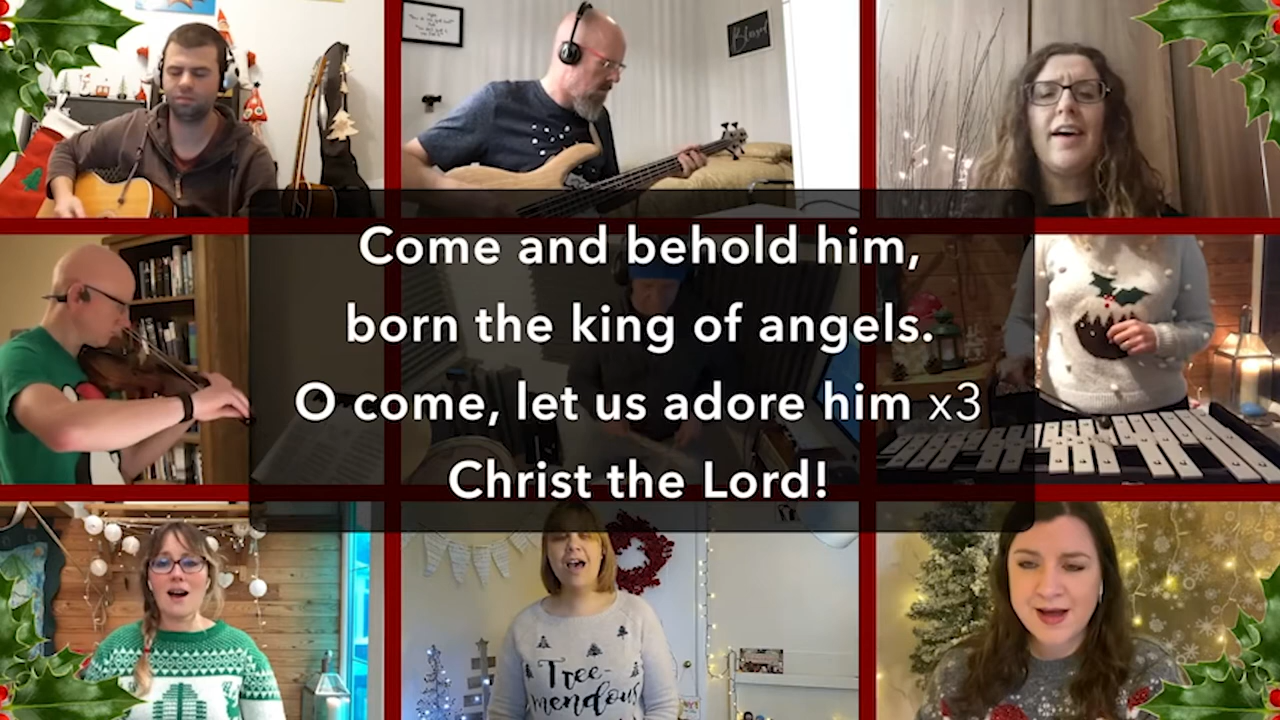 Blessed
Come and behold him,
born the king of angels.
O come, let us adore him x3
Christ the Lord!
Tree-
mendous